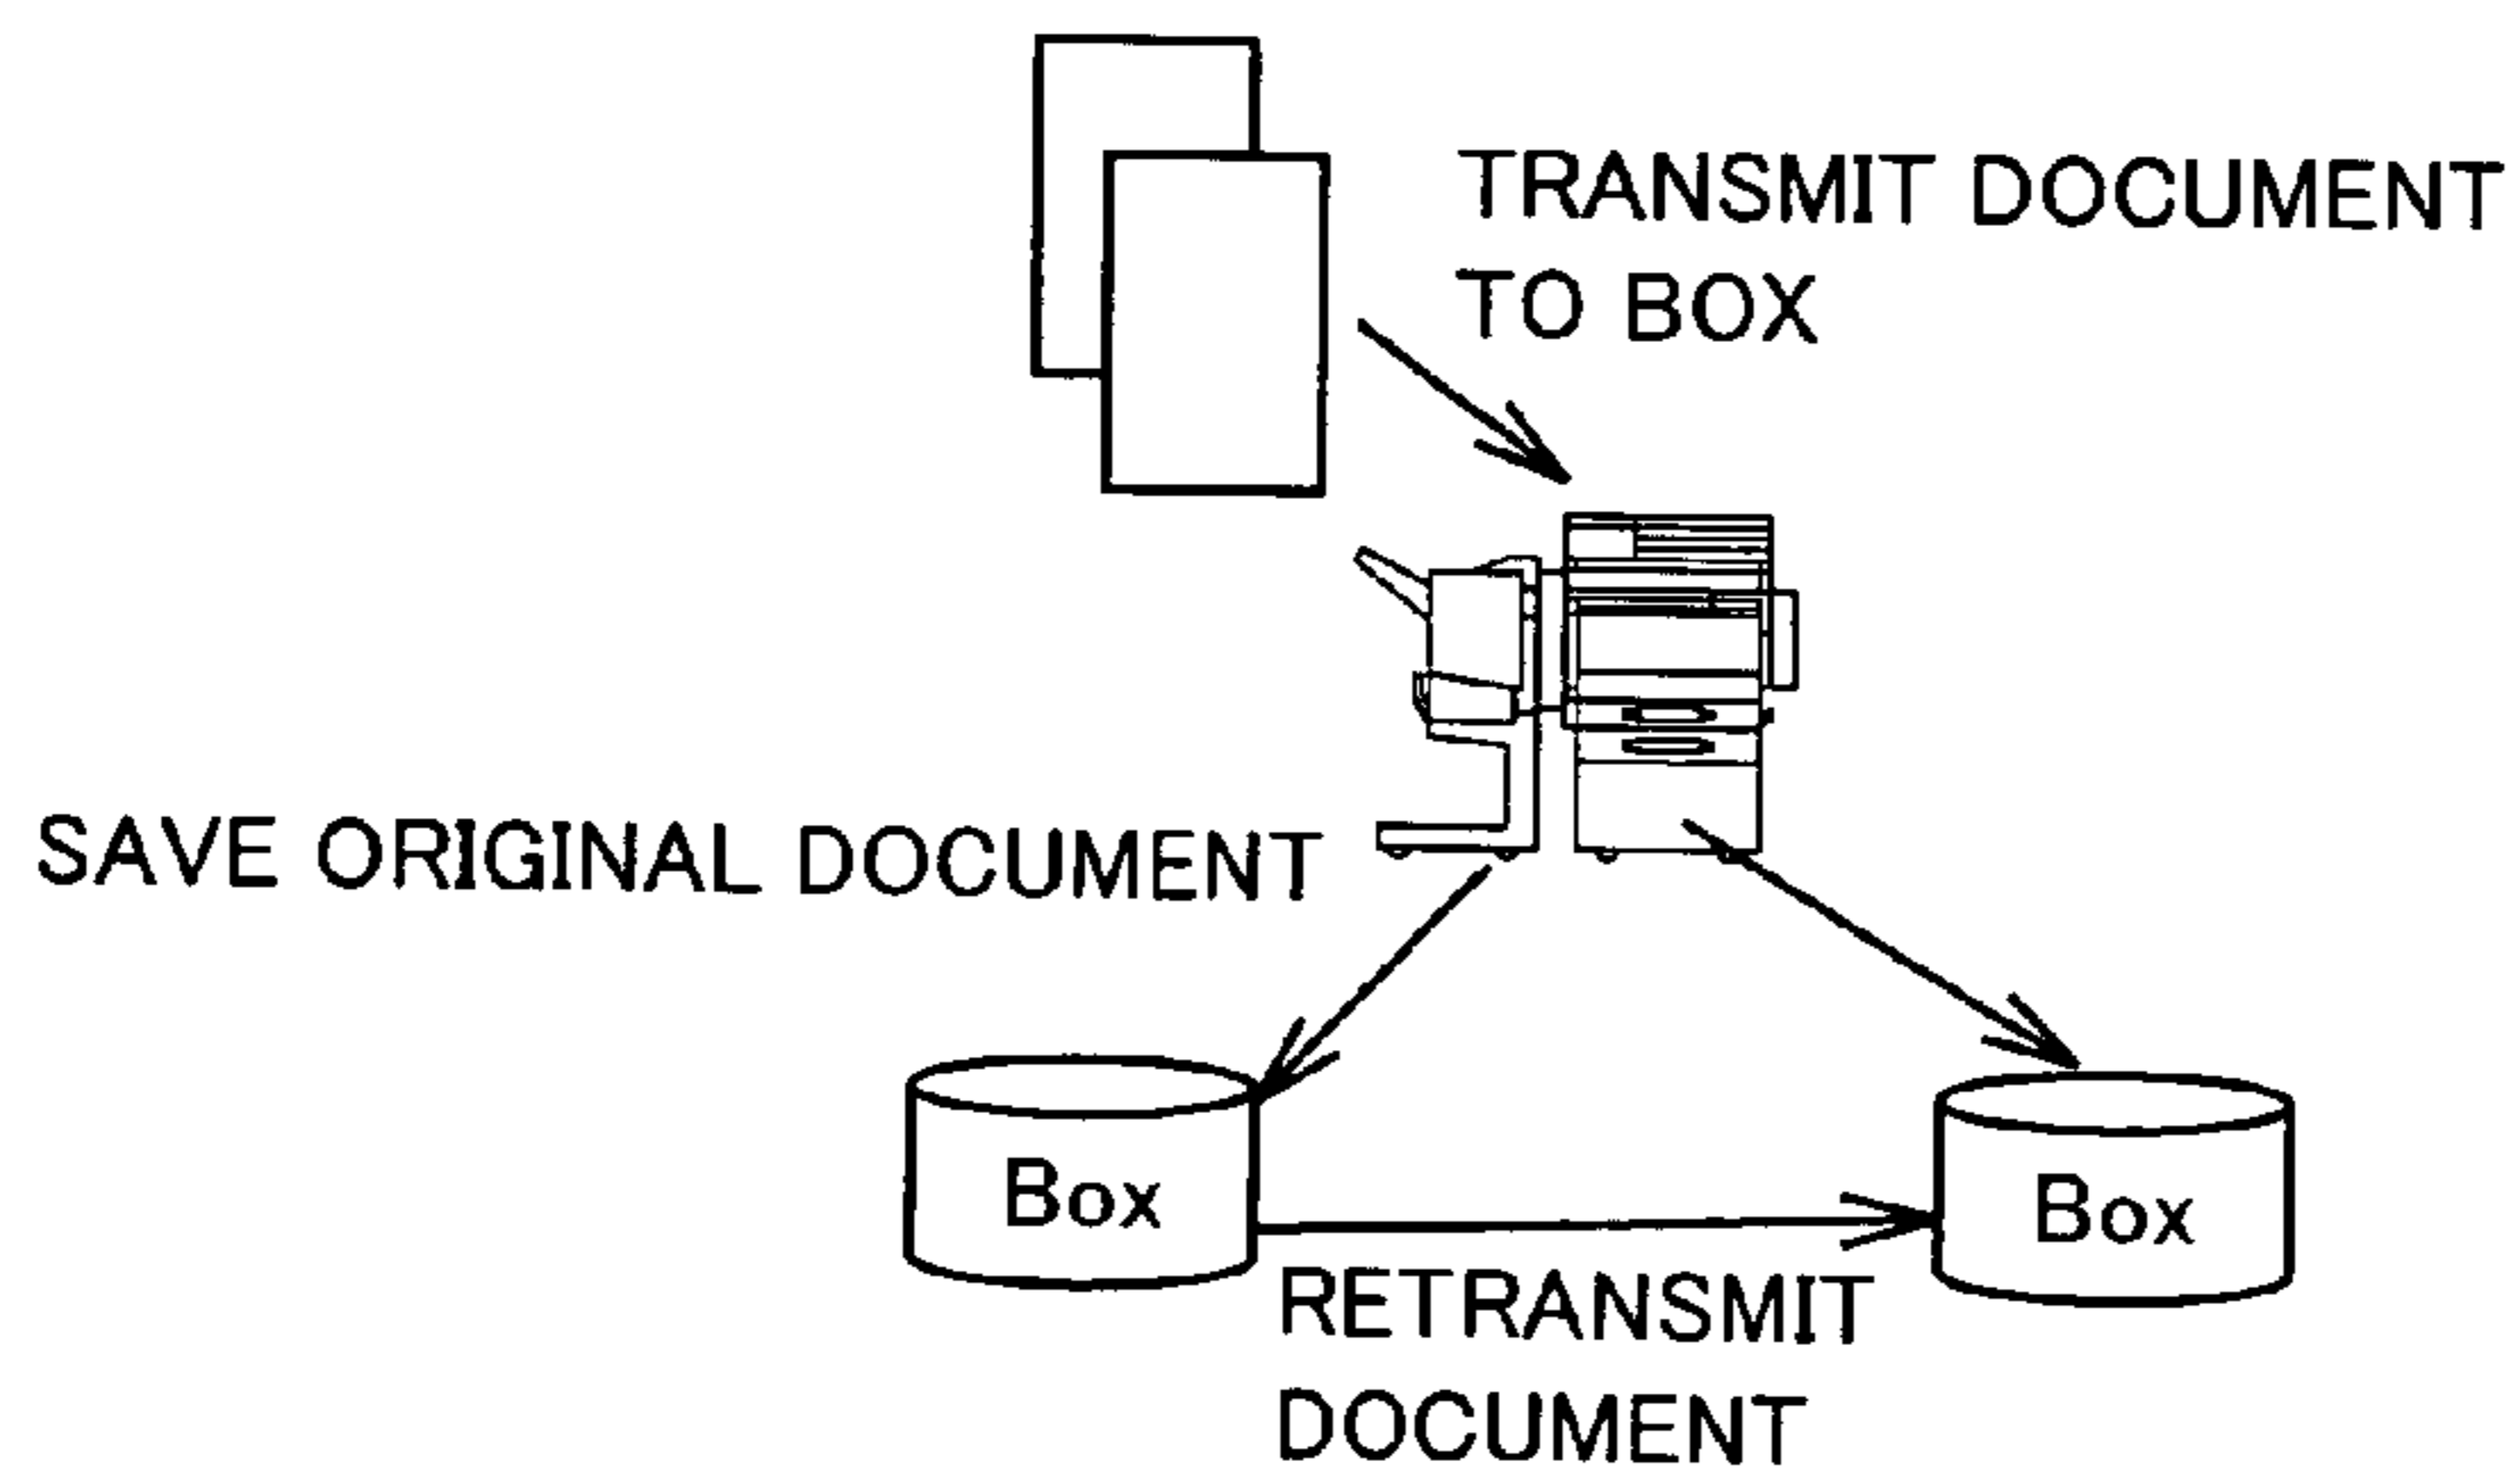 TRANSMIT DOCUMENT
TO BOX
SAVE ORIGINAL DOCUMENT
Box
Box
RETRANSMIT
DOCUMENT